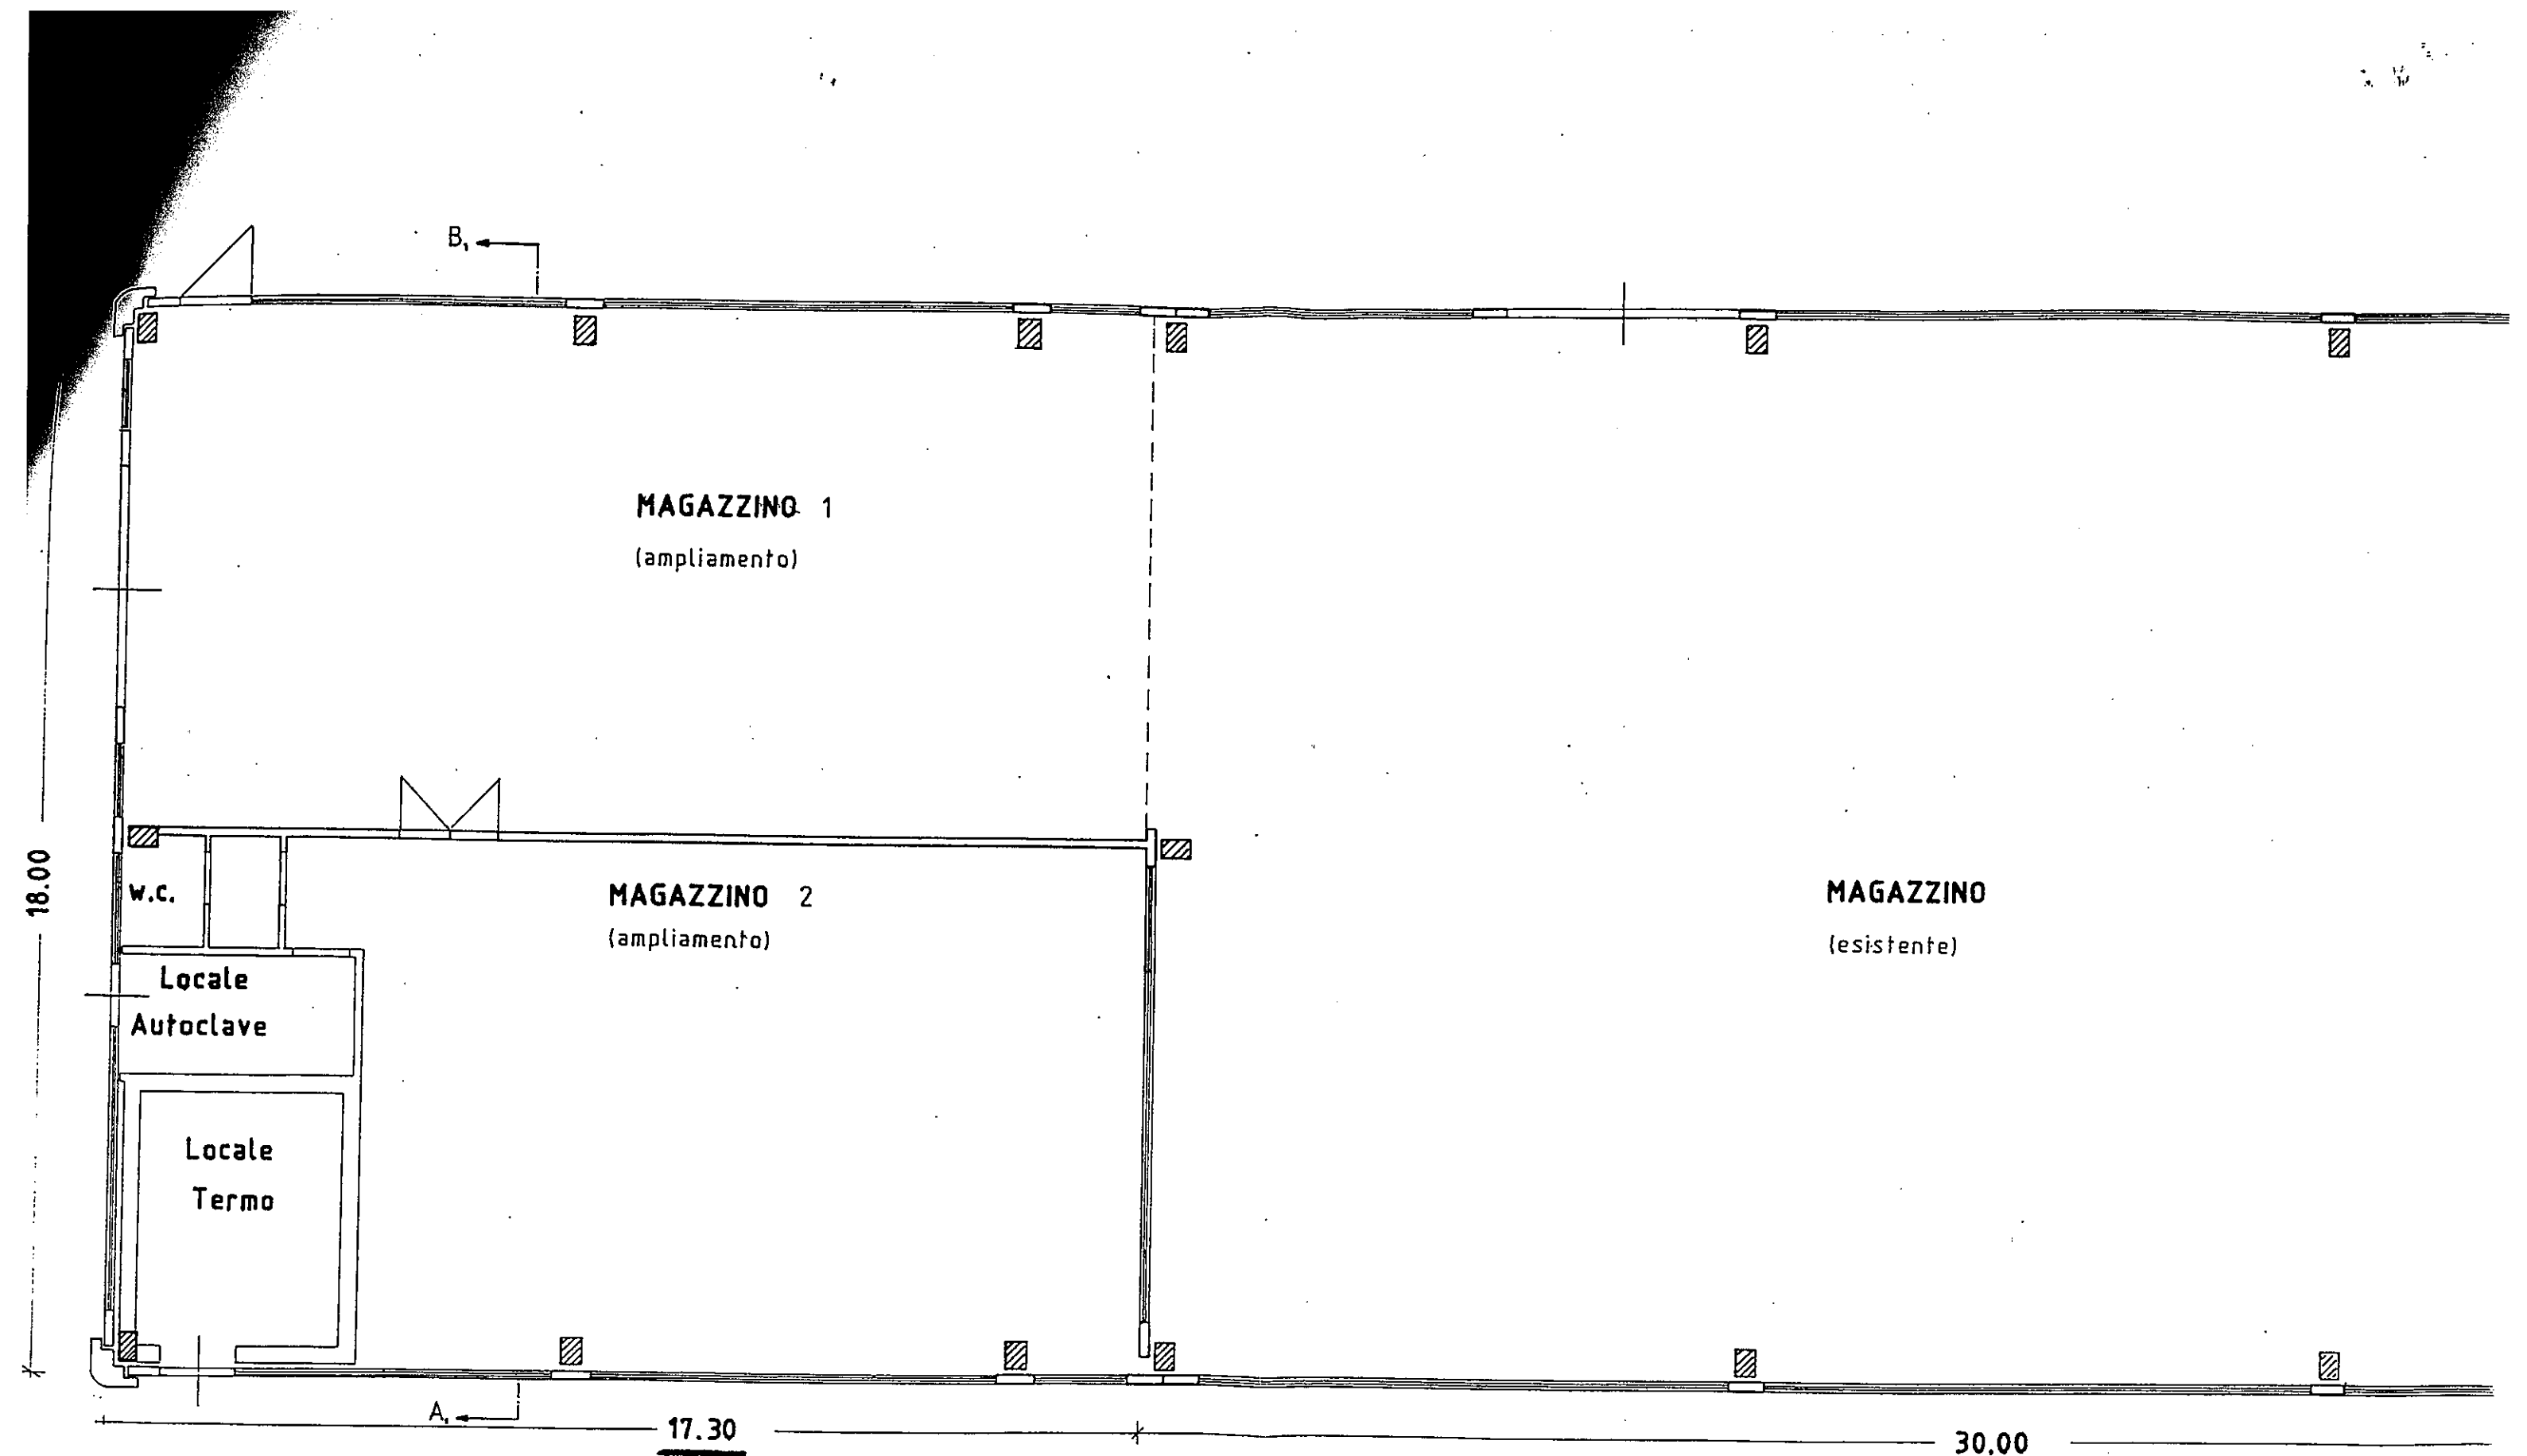 B₁
MAGAZZINO 1
(ampliamento)
18.00
W.C.
MAGAZZINO 2
(ampliamento)
MAGAZZINO
(esistente)
Locale
Autoclave
Locale
Termo
A₁
17.30
30.00